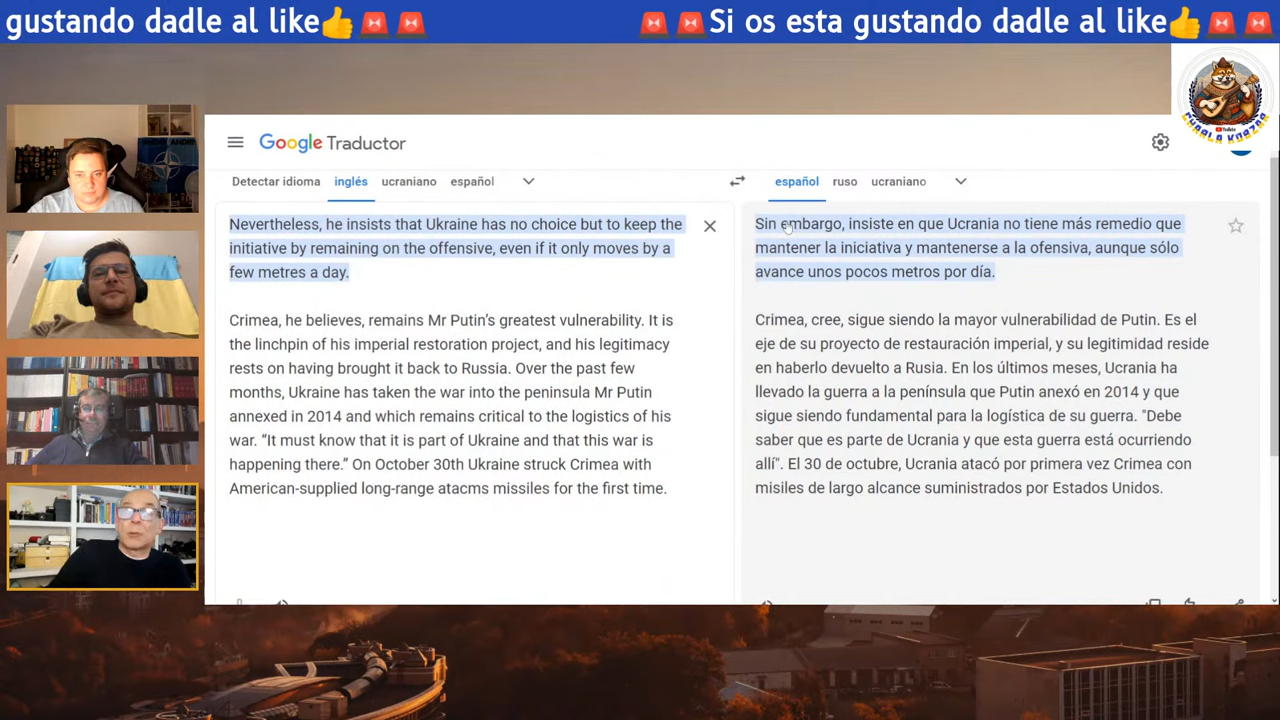 gustando dadle al like👍🚨🚨
🚨🚨Si os esta gustando dadle al like👍🚨🚨
CHARLA KHAZAR
YouTube
Google Traductor
Detectar idioma inglés ucraniano español
español ruso ucraniano
Nevertheless, he insists that Ukraine has no choice but to keep the
initiative by remaining on the offensive, even if it only moves by a
few metres a day.
Crimea, he believes, remains Mr Putin’s greatest vulnerability. It is
the linchpin of his imperial restoration project, and his legitimacy
rests on having brought it back to Russia. Over the past few
months, Ukraine has taken the war into the peninsula Mr Putin
annexed in 2014 and which remains critical to the logistics of his
war. “It must know that it is part of Ukraine and that this war is
happening there.” On October 30th Ukraine struck Crimea with
American-supplied long-range atacms missiles for the first time.
Sin embargo, insiste en que Ucrania no tiene más remedio que
mantener la iniciativa y mantenerse a la ofensiva, aunque sólo
avance unos pocos metros por día.
Crimea, cree, sigue siendo la mayor vulnerabilidad de Putin. Es el
eje de su proyecto de restauración imperial, y su legitimidad reside
en haberlo devuelto a Rusia. En los últimos meses, Ucrania ha
llevado la guerra a la península que Putin anexó en 2014 y que
sigue siendo fundamental para la logística de su guerra. "Debe
saber que es parte de Ucrania y que esta guerra está ocurriendo
allí". El 30 de octubre, Ucrania atacó por primera vez Crimea con
misiles de largo alcance suministrados por Estados Unidos.